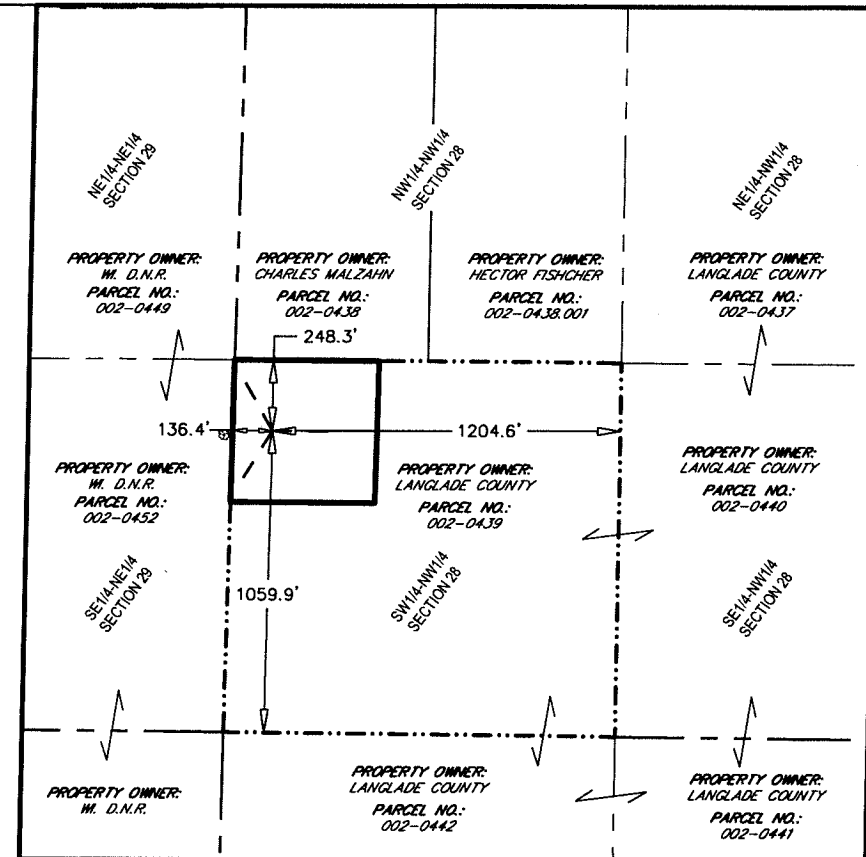 NE1/4-NE1/4
SECTION 29
NW1/4-NW1/4
SECTION 28
NE1/4-NW1/4
SECTION 28
PROPERTY OWNER:
W. D.N.R.
PARCEL NO.:
002-0449
PROPERTY OWNER:
CHARLES MALZAHN
PARCEL NO.:
002-0438
PROPERTY OWNER:
HECTOR FISHCHER
PARCEL NO.:
002-0438.001
PROPERTY OWNER:
LANGLADE COUNTY
PARCEL NO.:
002-0437
248.3'
136.4'
1204.6'
PROPERTY OWNER:
W. D.N.R.
PARCEL NO.:
002-0452
PROPERTY OWNER:
LANGLADE COUNTY
PARCEL NO.:
002-0439
PROPERTY OWNER:
LANGLADE COUNTY
PARCEL NO.:
002-0440
SE1/4-NE1/4
SECTION 29
1059.9'
SW1/4-NW1/4
SECTION 28
SE1/4-NW1/4
SECTION 28
PROPERTY OWNER:
W. D.N.R.
PROPERTY OWNER:
LANGLADE COUNTY
PARCEL NO.:
002-0442
PROPERTY OWNER:
LANGLADE COUNTY
PARCEL NO.:
002-0441